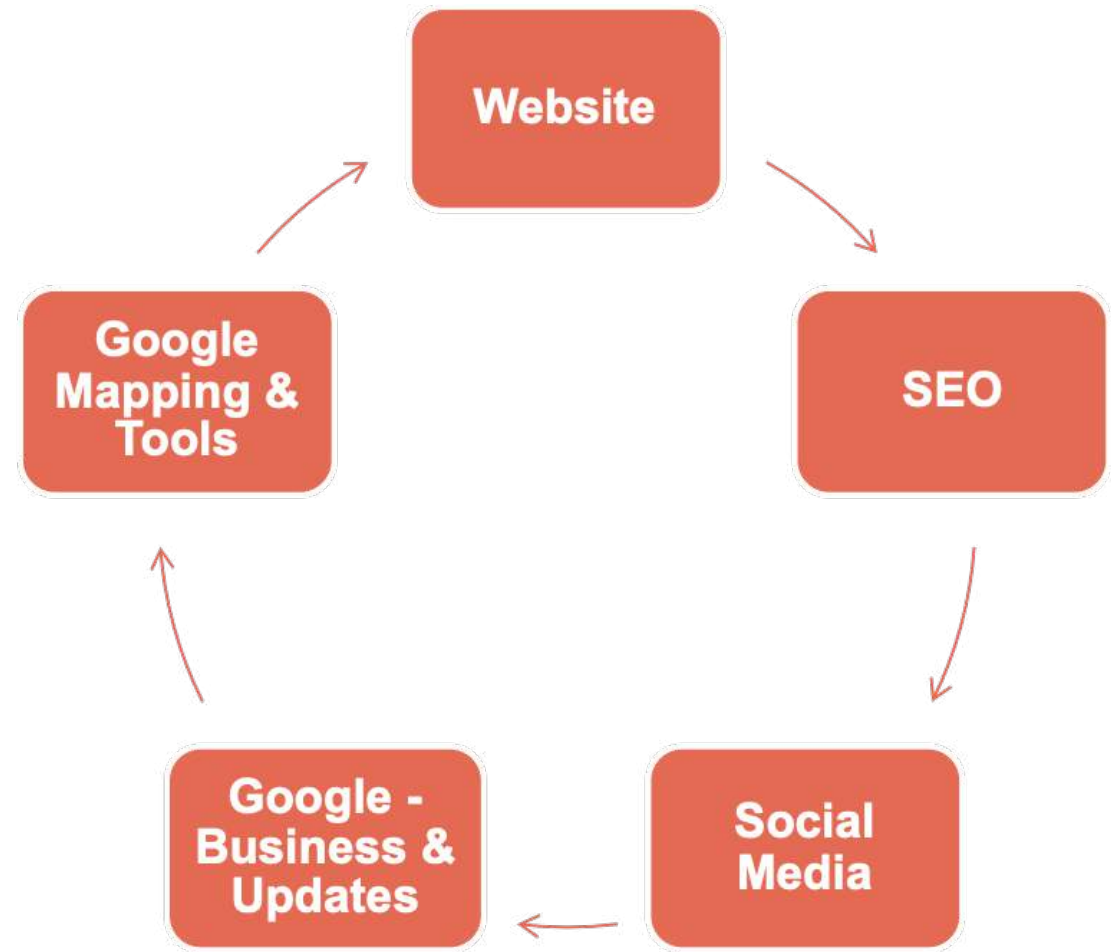 Website
SEO
Social
Media
Google -
Business &
Updates
Google
Mapping &
Tools